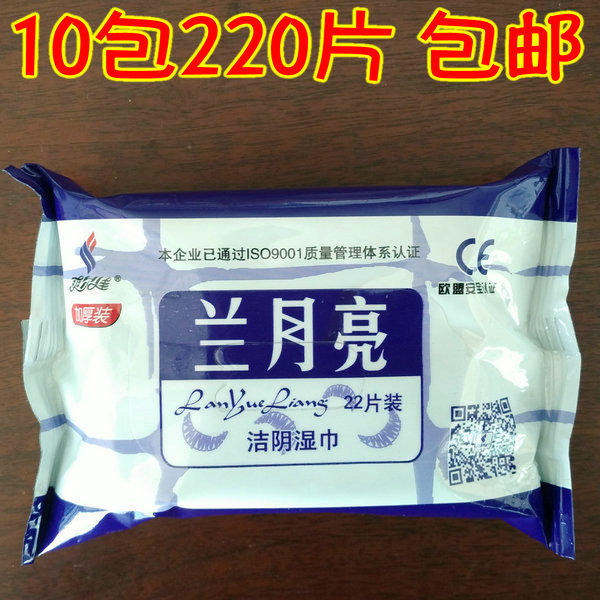 10包220片 包邮
本企业已通过ISO9001质量管理体系认证
CE
欧盟安全认证
加厚装
兰月亮
LanYueLiang 22片装
洁阴湿巾